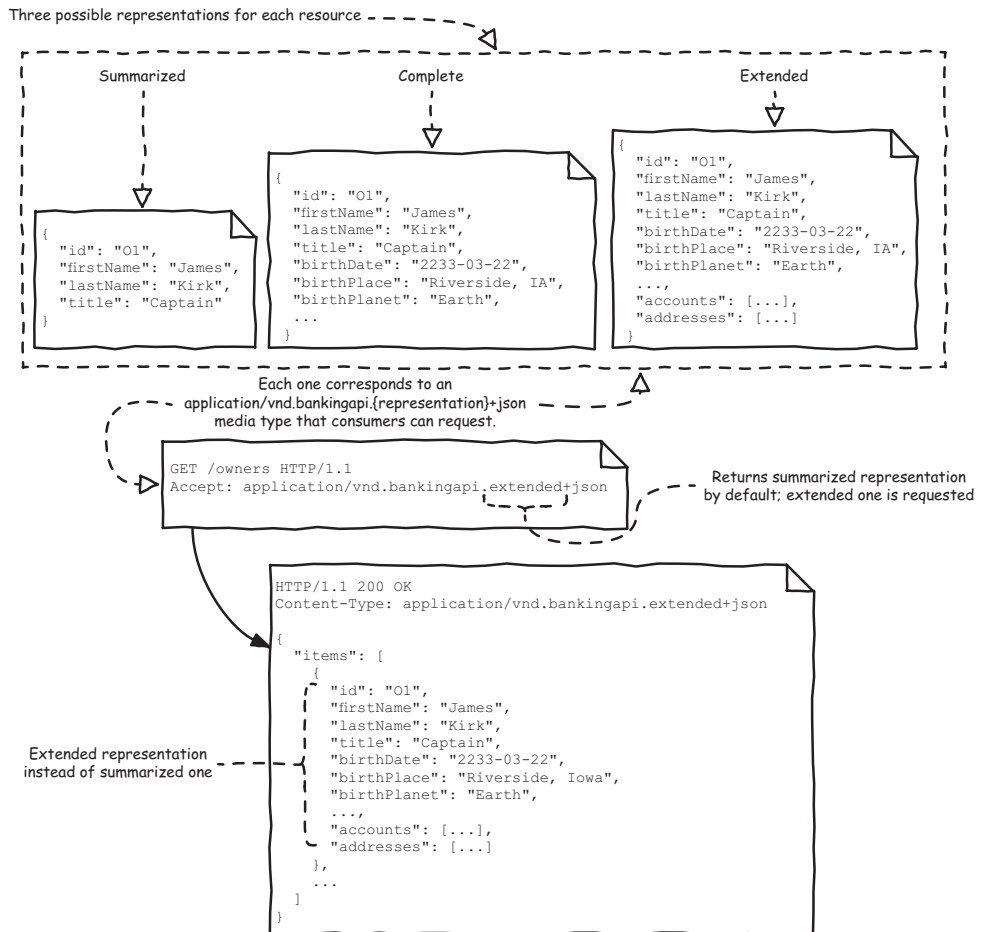 Three possible representations for each resource
Summarized
Complete
Extended
{
"id": "O1",
"firstName": "James",
"lastName": "Kirk",
"title": "Captain"
}
{
"id": "O1",
"firstName": "James",
"lastName": "Kirk",
"title": "Captain",
"birthDate": "2233-03-22",
"birthPlace": "Riverside, IA",
"birthPlanet": "Earth",
...
}
{
"id": "O1",
"firstName": "James",
"lastName": "Kirk",
"title": "Captain",
"birthDate": "2233-03-22",
"birthPlace": "Riverside, IA",
"birthPlanet": "Earth",
...,
"accounts": [...],
"addresses": [...]
}
Each one corresponds to an
application/vnd.bankingapi.{representation}+json
media type that consumers can request.
GET /owners HTTP/1.1
Accept: application/vnd.bankingapi.extended+json
Returns summarized representation
by default; extended one is requested
HTTP/1.1 200 OK
Content-Type: application/vnd.bankingapi.extended+json
{
"items": [
{
"id": "O1",
"firstName": "James",
"lastName": "Kirk",
"title": "Captain",
"birthDate": "2233-03-22",
"birthPlace": "Riverside, Iowa",
"birthPlanet": "Earth",
...,
"accounts": [...],
"addresses": [...]
},
...
]
}
Extended representation
instead of summarized one